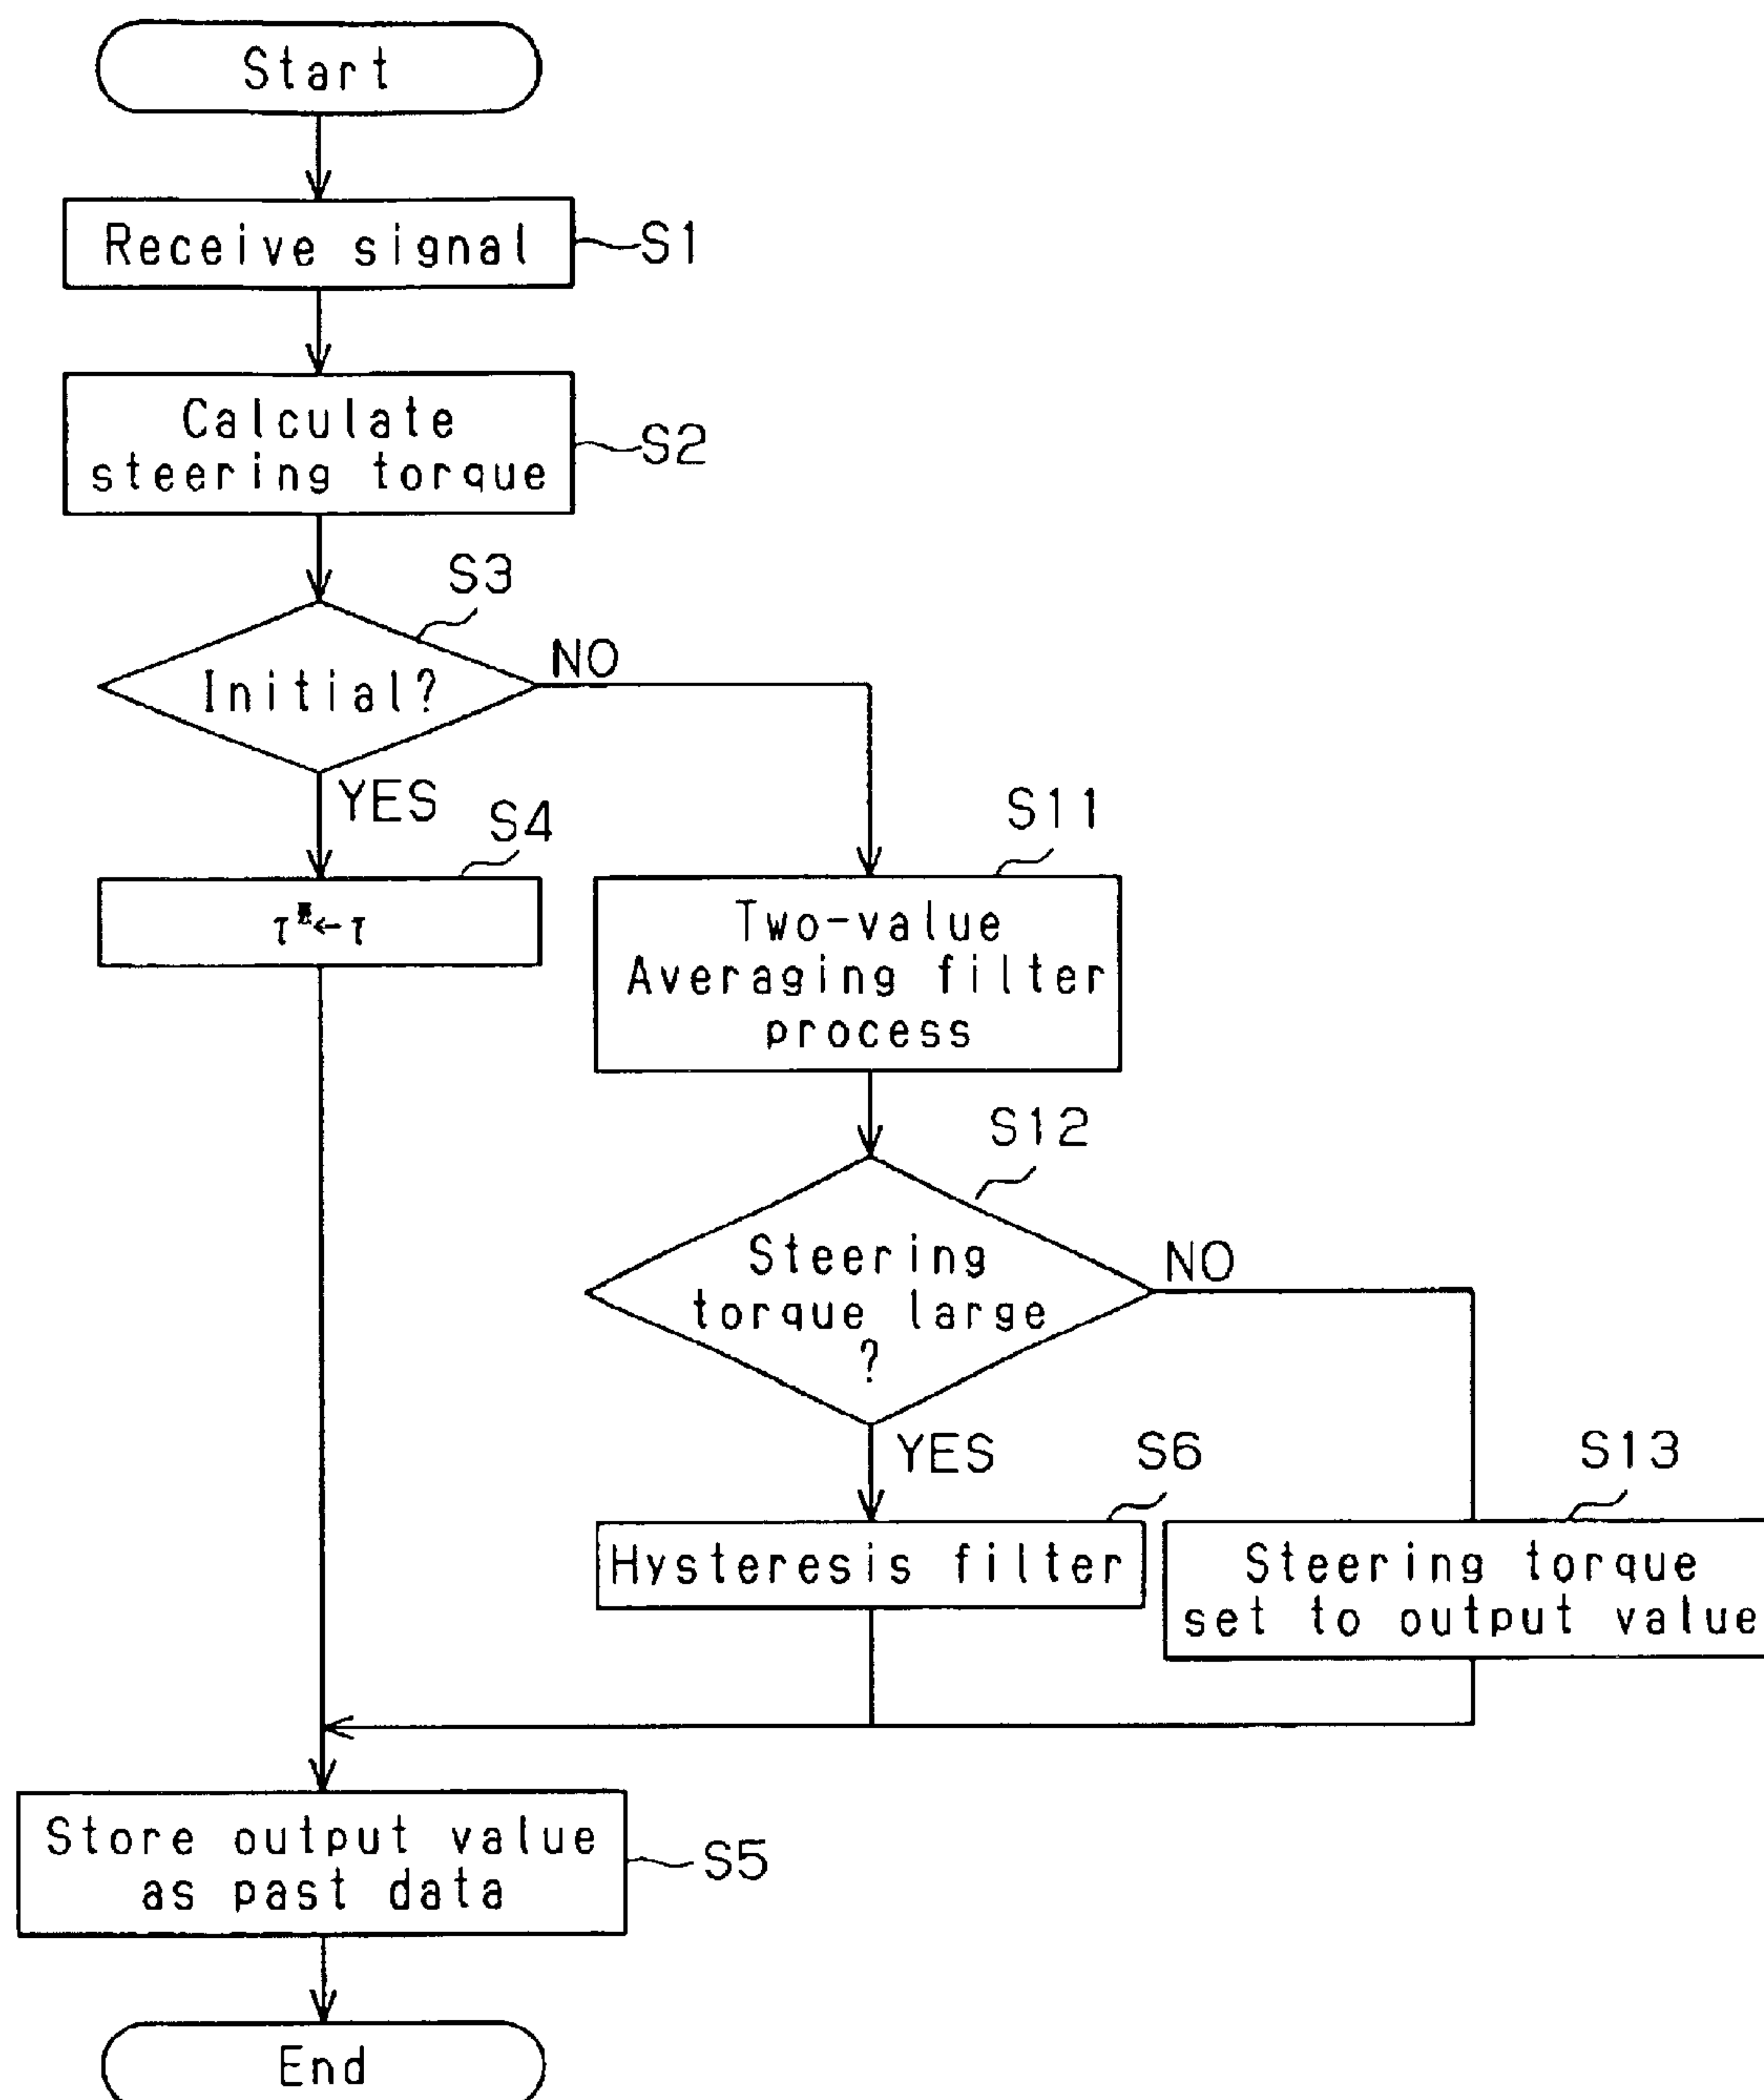 Start
Receive signal
S1
Calculate
steering torque
S2
S3
Initial?
NO
YES
S4
τ*←τ
S11
Two-value
Averaging filter
process
S12
Steering
torque large
?
NO
YES
S6
Hysteresis filter
S13
Steering torque
set to output value
Store output value
as past data
S5
End